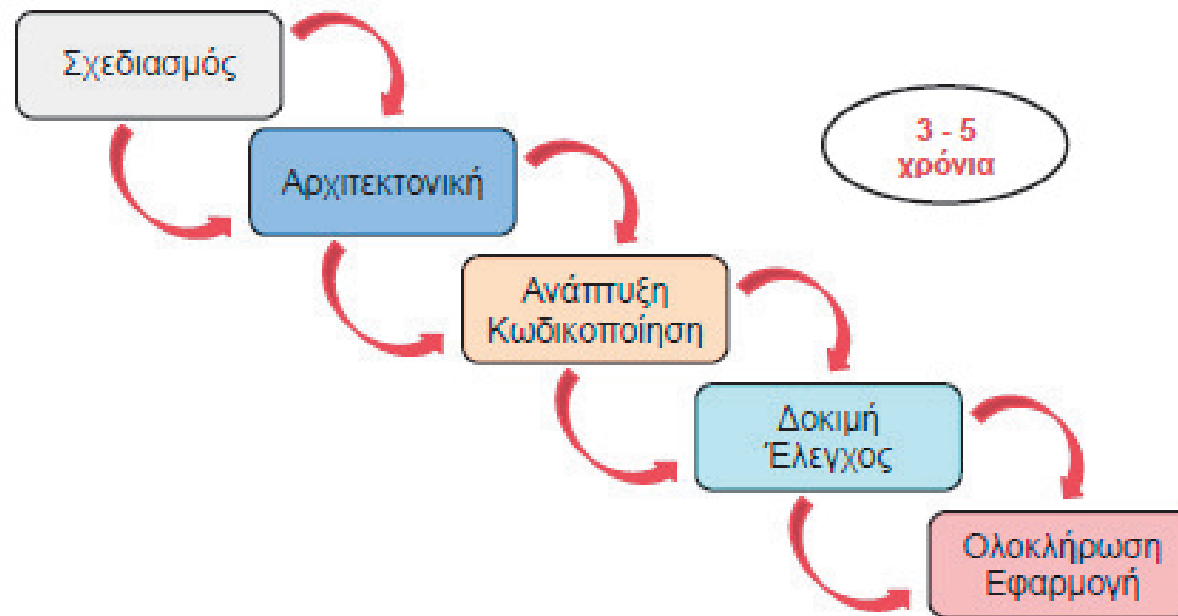 Σχεδιασμός
Αρχιτεκτονική
3 - 5
χρόνια
Ανάπτυξη
Κωδικοποίηση
Δοκιμή
Έλεγχος
Ολοκλήρωση
Εφαρμογή